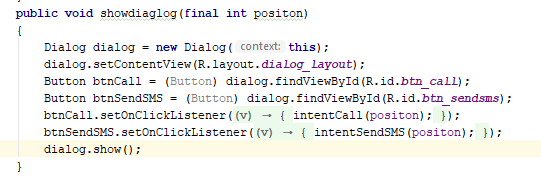 public void showdiaglog(final int positon)
{
Dialog dialog = new Dialog( context: this);
dialog.setContentView(R.layout.dialog_layout);
Button btnCall = (Button) dialog.findViewById(R.id.btn_call);
Button btnSendSMS = (Button) dialog.findViewById(R.id.btn_sendsms);
btnCall.setOnClickListener((v) → { intentCall(positon); });
btnSendSMS.setOnClickListener((v) → { intentSendSMS(positon); });
dialog.show();
}